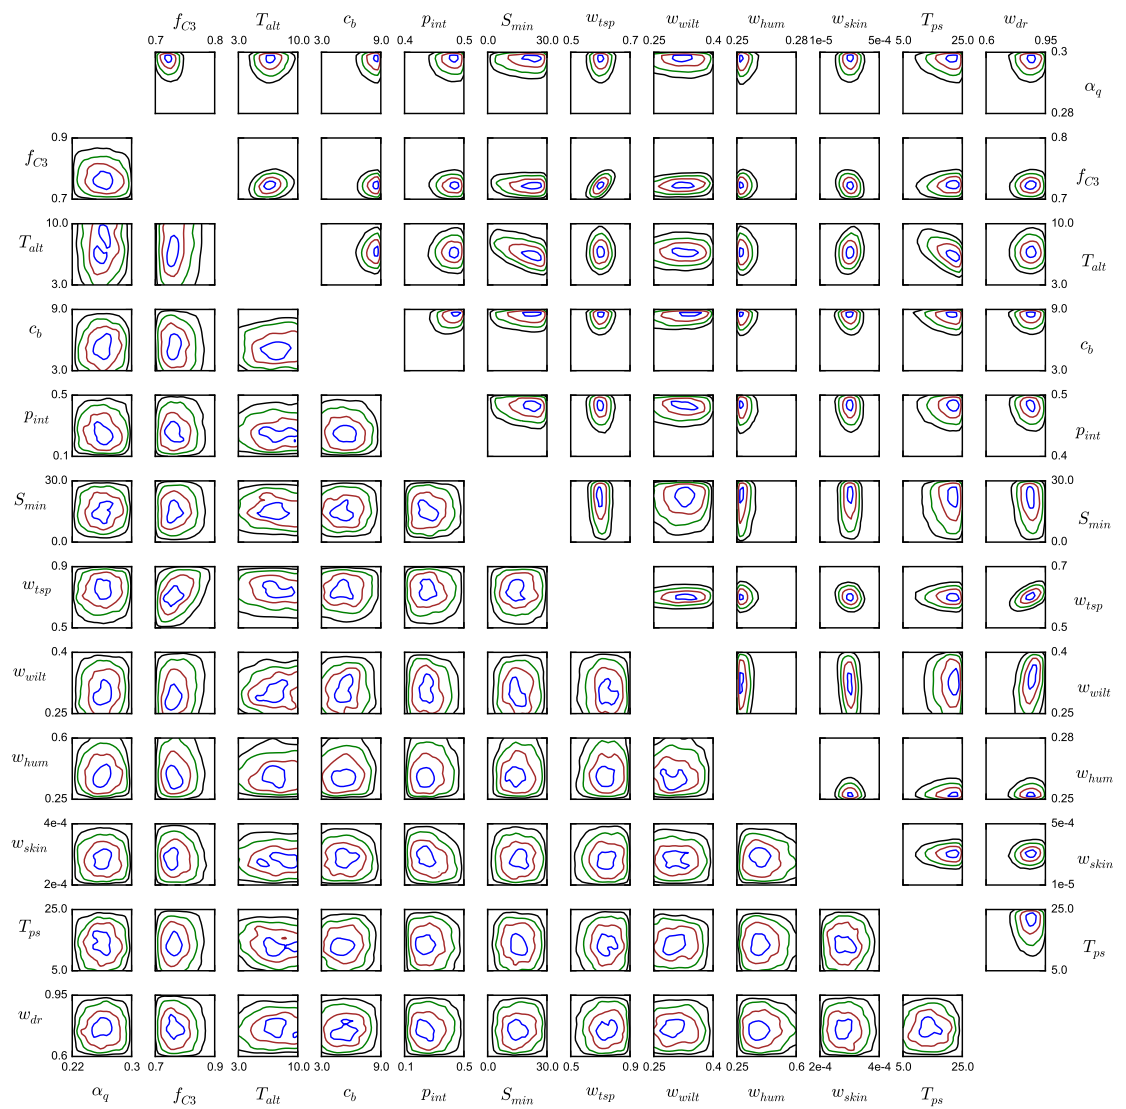 f_C3 T_alt c_b p_int S_min w_tsp w_wilt w_hum w_skin T_ps w_dr
0.7 0.8 3.0 10.0 3.0 9.0 0.4 0.5 0.0 30.0 0.5 0.7 0.25 0.4 0.25 0.28 1e-5 5e-4 5.0 25.0 0.6 0.95
0.3
α_q
0.28
0.9 0.8
f_C3 f_C3
0.7 0.7
10.0 10.0
T_alt T_alt
3.0 3.0
9.0 9.0
c_b c_b
3.0 3.0
0.5 0.5
p_int p_int
0.1 0.4
30.0 30.0
S_min S_min
0.0 0.0
0.9 0.7
w_tsp w_tsp
0.5 0.5
0.4 0.4
w_wilt w_wilt
0.25 0.25
0.6 0.28
w_hum w_hum
0.25 0.25
4e-4 5e-4
w_skin w_skin
2e-4 1e-5
25.0 25.0
T_ps T_ps
5.0 5.0
0.95
w_dr
0.6
0.22 0.3 0.7 0.9 3.0 10.0 3.0 9.0 0.1 0.5 0.0 30.0 0.5 0.9 0.25 0.4 0.25 0.6 2e-4 4e-4 5.0 25.0
α_q f_C3 T_alt c_b p_int S_min w_tsp w_wilt w_hum w_skin T_ps